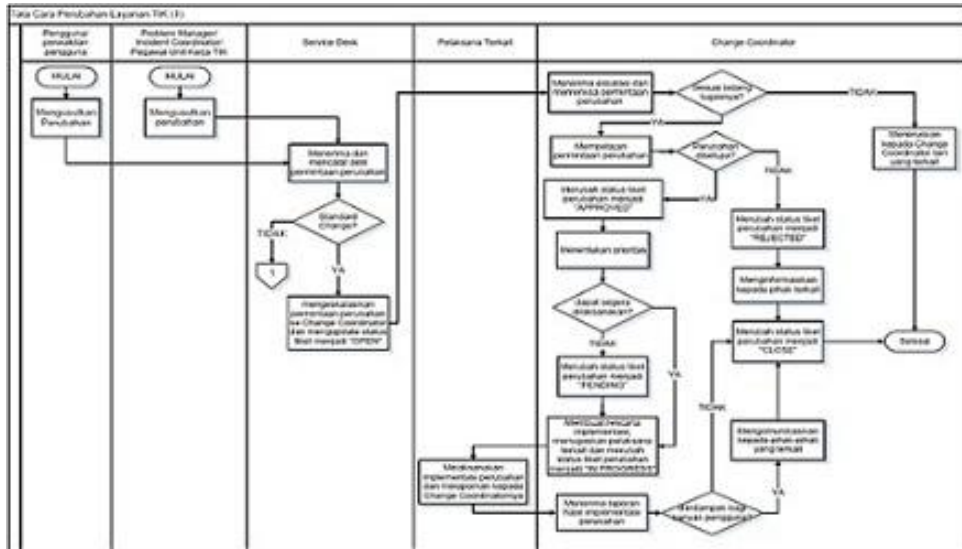 Tata Cara Perubahan Layanan TIK (1)
Pengguna/
perwakilan
pengguna
Problem Manager/
Incident Coordinator/
Pegawai Unit Kerja TIK
Service Desk
Pelaksana Terkait
Change Coordinator
MULAI
MULAI
Mengusulkan
Perubahan
Mengusulkan
perubahan
Menerima dan
mencatat tiket
permintaan perubahan
Standard
Change?
TIDAK
1
YA
mengeskalasikan
permintaan perubahan
ke Change Coordinator
dan mengupdate status
tiket menjadi "OPEN"
Menerima eskalasi dan
memeriksa permintaan
perubahan
Sesuai bidang
tugasnya?
TIDAK
YA
Meneruskan
kepada Change
Coordinator lain
yang terkait
Mempelajari
permintaan perubahan
Perubahan
disetujui?
TIDAK
YA
Merubah status tiket
perubahan menjadi
"APPROVED"
Merubah status tiket
perubahan menjadi
"REJECTED"
Menentukan prioritas
Menginformasikan
kepada pihak terkait
dapat segera
dilaksanakan?
TIDAK
YA
Merubah status tiket
perubahan menjadi
"CLOSE"
Selesai
Merubah status tiket
perubahan menjadi
"PENDING"
TIDAK
Membuat rencana
implementasi,
menugaskan pelaksana
terkait dan merubah
status tiket perubahan
menjadi "IN PROGRESS"
Mengkomunikasikan
kepada pihak-pihak
yang terkait
Melaksanakan
implementasi perubahan
dan melaporkan kepada
Change Coordinatornya
Menerima laporan
hasil implementasi
perubahan
Berdampak bagi
banyak pengguna?
YA